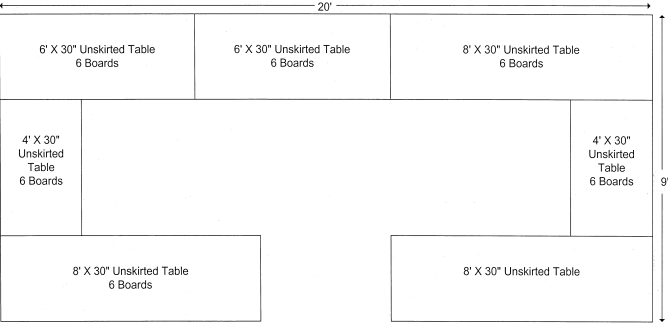 20'
6' X 30" Unskirted Table
6 Boards
6' X 30" Unskirted Table
6 Boards
8' X 30" Unskirted Table
6 Boards
4' X 30"
Unskirted
Table
6 Boards
4' X 30"
Unskirted
Table
6 Boards
9'
8' X 30" Unskirted Table
6 Boards
8' X 30" Unskirted Table